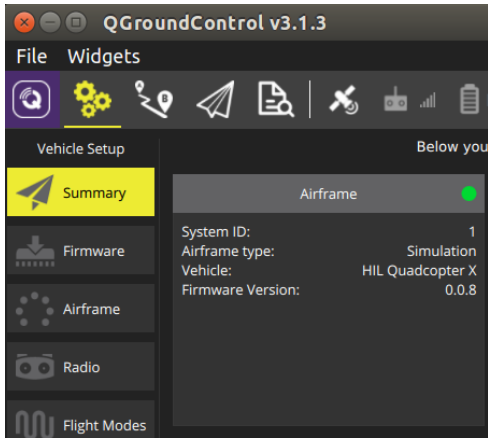 QGroundControl v3.1.3
File Widgets
B
Vehicle Setup
Below you
Summary
Airframe
System ID: 1
Airframe type: Simulation
Vehicle: HIL Quadcopter X
Firmware Version: 0.0.8
Firmware
Airframe
Radio
Flight Modes